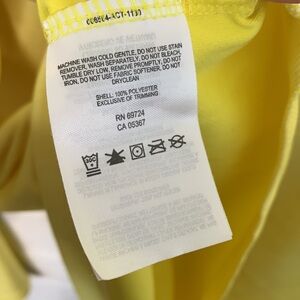 MACHINE WASH COLD GENTLE, DO NOT USE STAIN
REMOVER, WASH SEPARATELY, DO NOT BLEACH,
TUMBLE DRY LOW, REMOVE PROMPTLY, DO NOT
IRON, DO NOT USE FABRIC SOFTENER, DO NOT
DRYCLEAN
SHELL: 100% POLYESTER
EXCLUSIVE OF TRIMMING
RN 69724
CA 05367